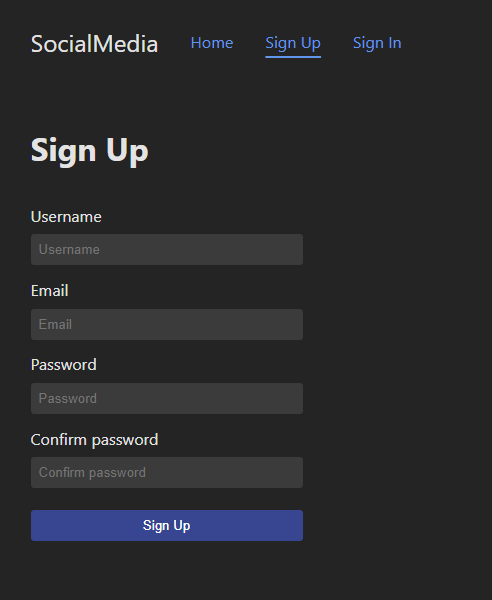 SocialMedia Home Sign Up Sign In
Sign Up
Username
Username
Email
Email
Password
Password
Confirm password
Confirm password
Sign Up